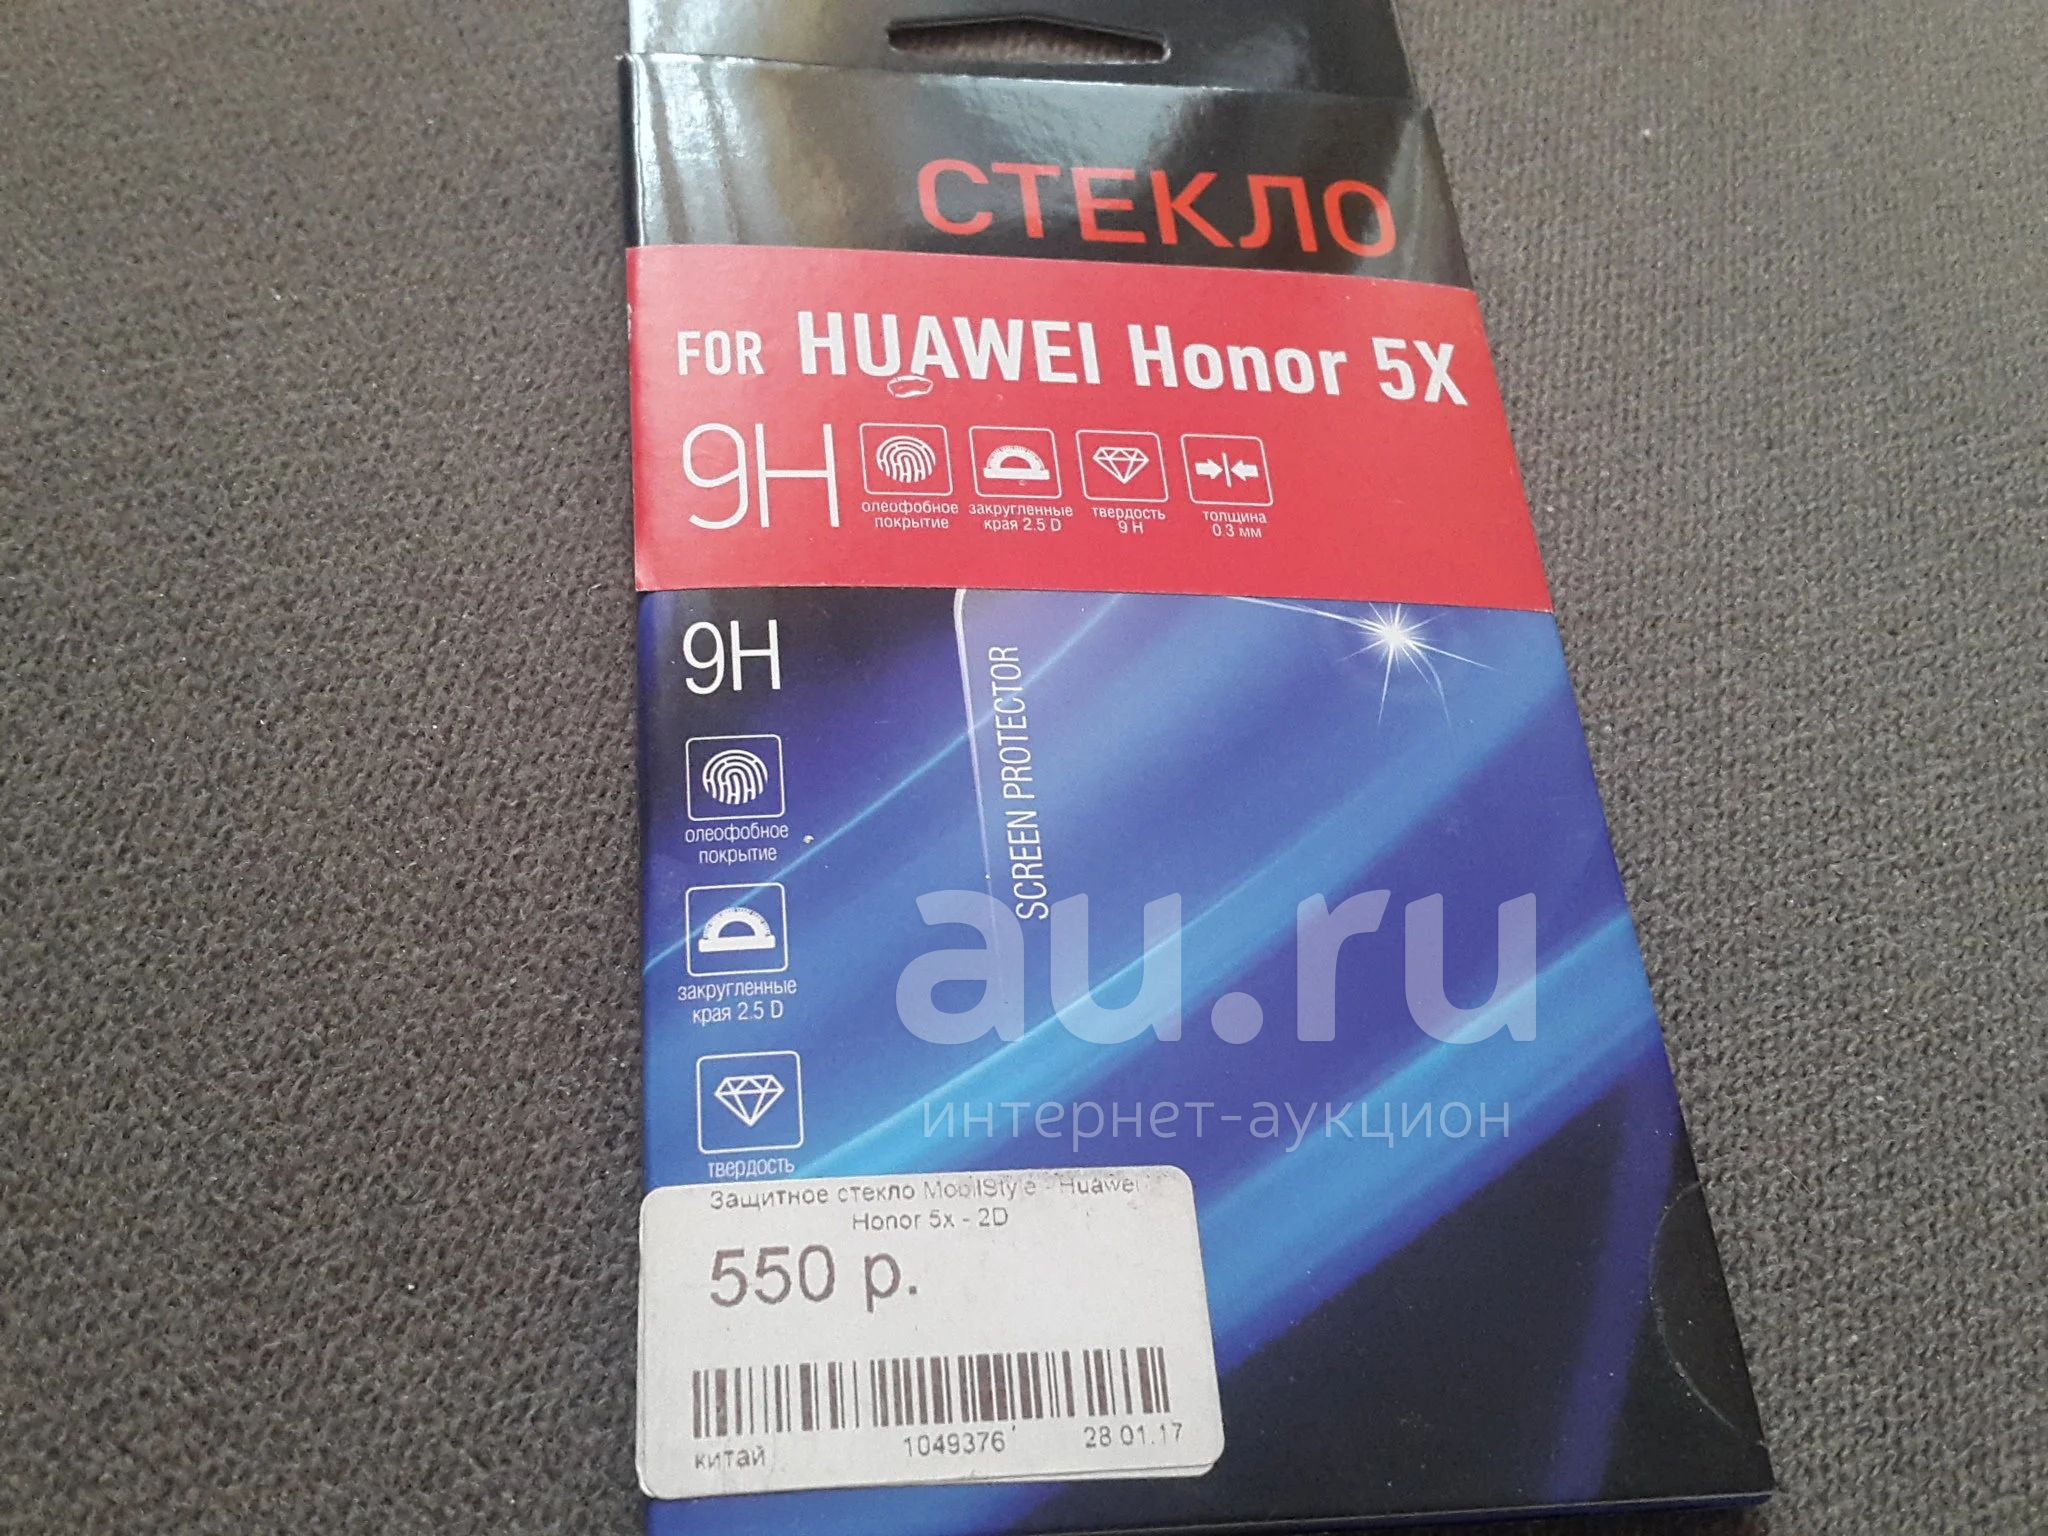 СТЕКЛО
FOR HUAWEI Honor 5X
9H
олеофобное
покрытие
закругленные
края 2.5 D
твердость
9 H
толщина
0.3 мм
9H
олеофобное
покрытие
закругленные
края 2.5 D
твердость
SCREEN PROTECTOR
au.ru
интернет-аукцион
Защитное стекло MobilStyle - Huawei
Honor 5x - 2D
550 р.
китай 1049376 28.01.17